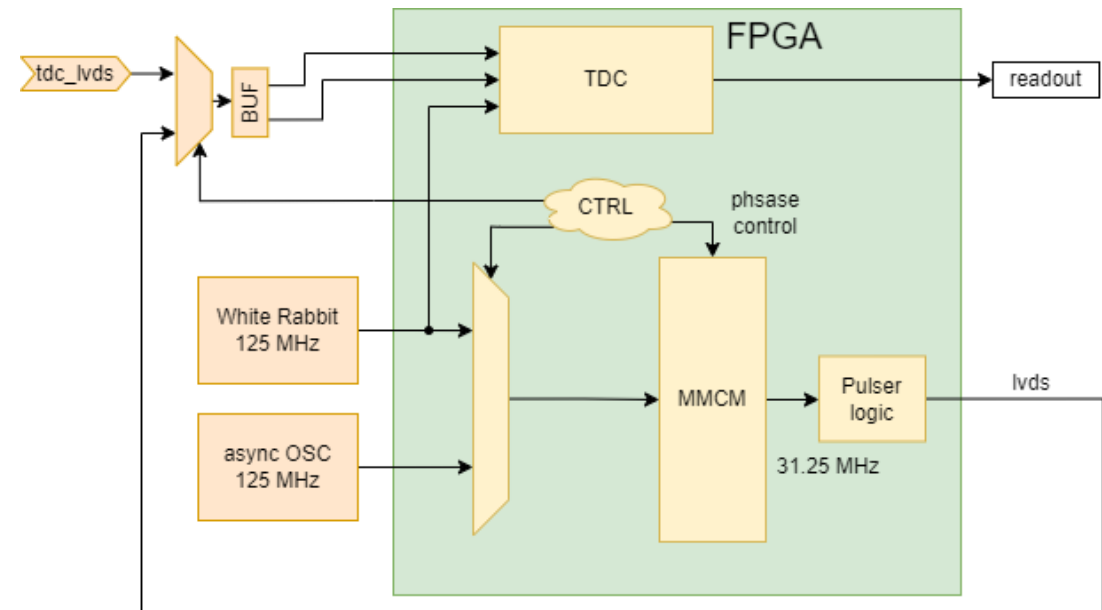 FPGA
tdc_lvds
BUF
TDC
readout
CTRL
phsase
control
White Rabbit
125 MHz
MMCM
Pulser
logic
lvds
async OSC
125 MHz
31.25 MHz